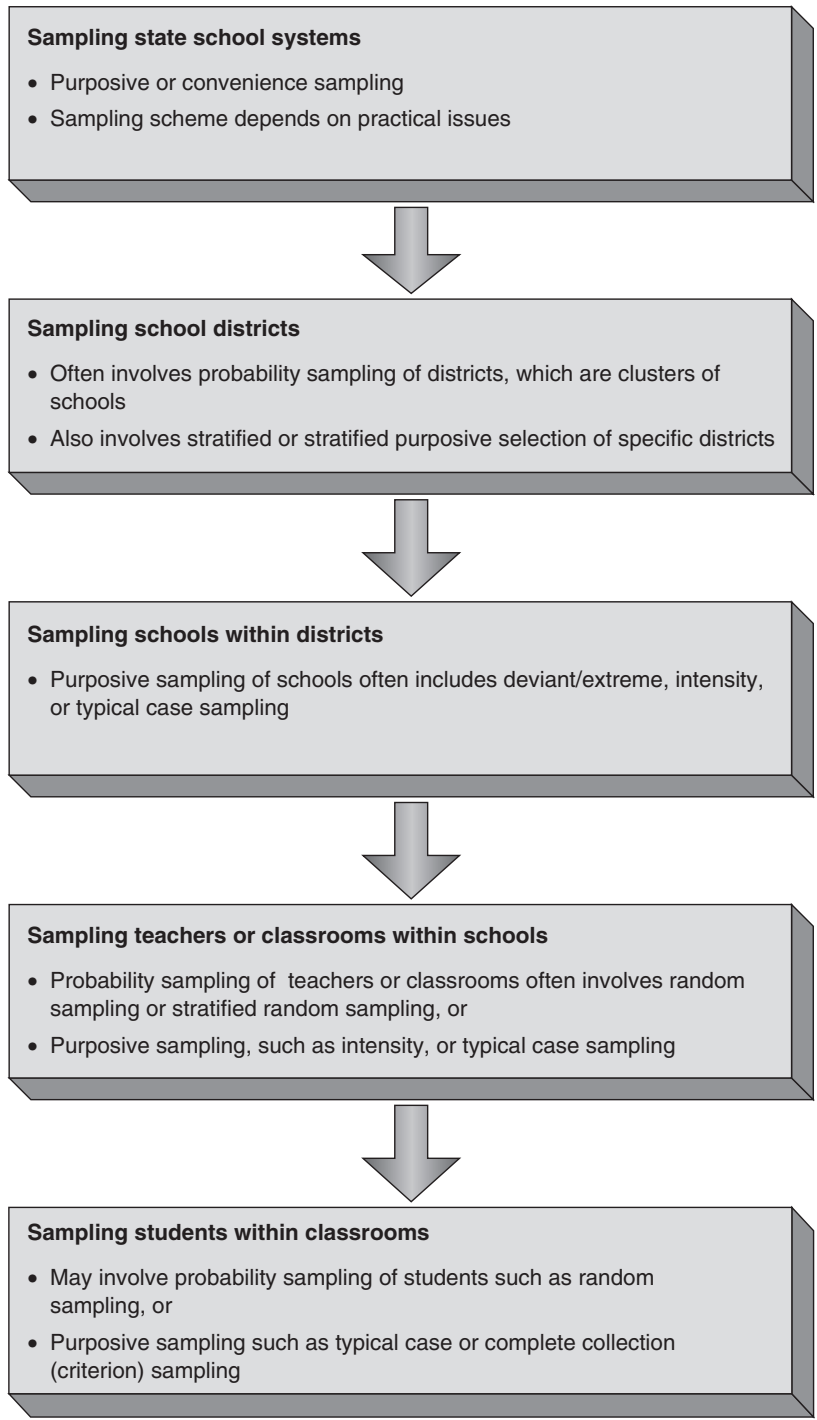 Sampling state school systems
• Purposive or convenience sampling
• Sampling scheme depends on practical issues
Sampling school districts
• Often involves probability sampling of districts, which are clusters of
schools
• Also involves stratified or stratified purposive selection of specific districts
Sampling schools within districts
• Purposive sampling of schools often includes deviant/extreme, intensity,
or typical case sampling
Sampling teachers or classrooms within schools
• Probability sampling of teachers or classrooms often involves random
sampling or stratified random sampling, or
• Purposive sampling, such as intensity, or typical case sampling
Sampling students within classrooms
• May involve probability sampling of students such as random
sampling, or
• Purposive sampling such as typical case or complete collection
(criterion) sampling